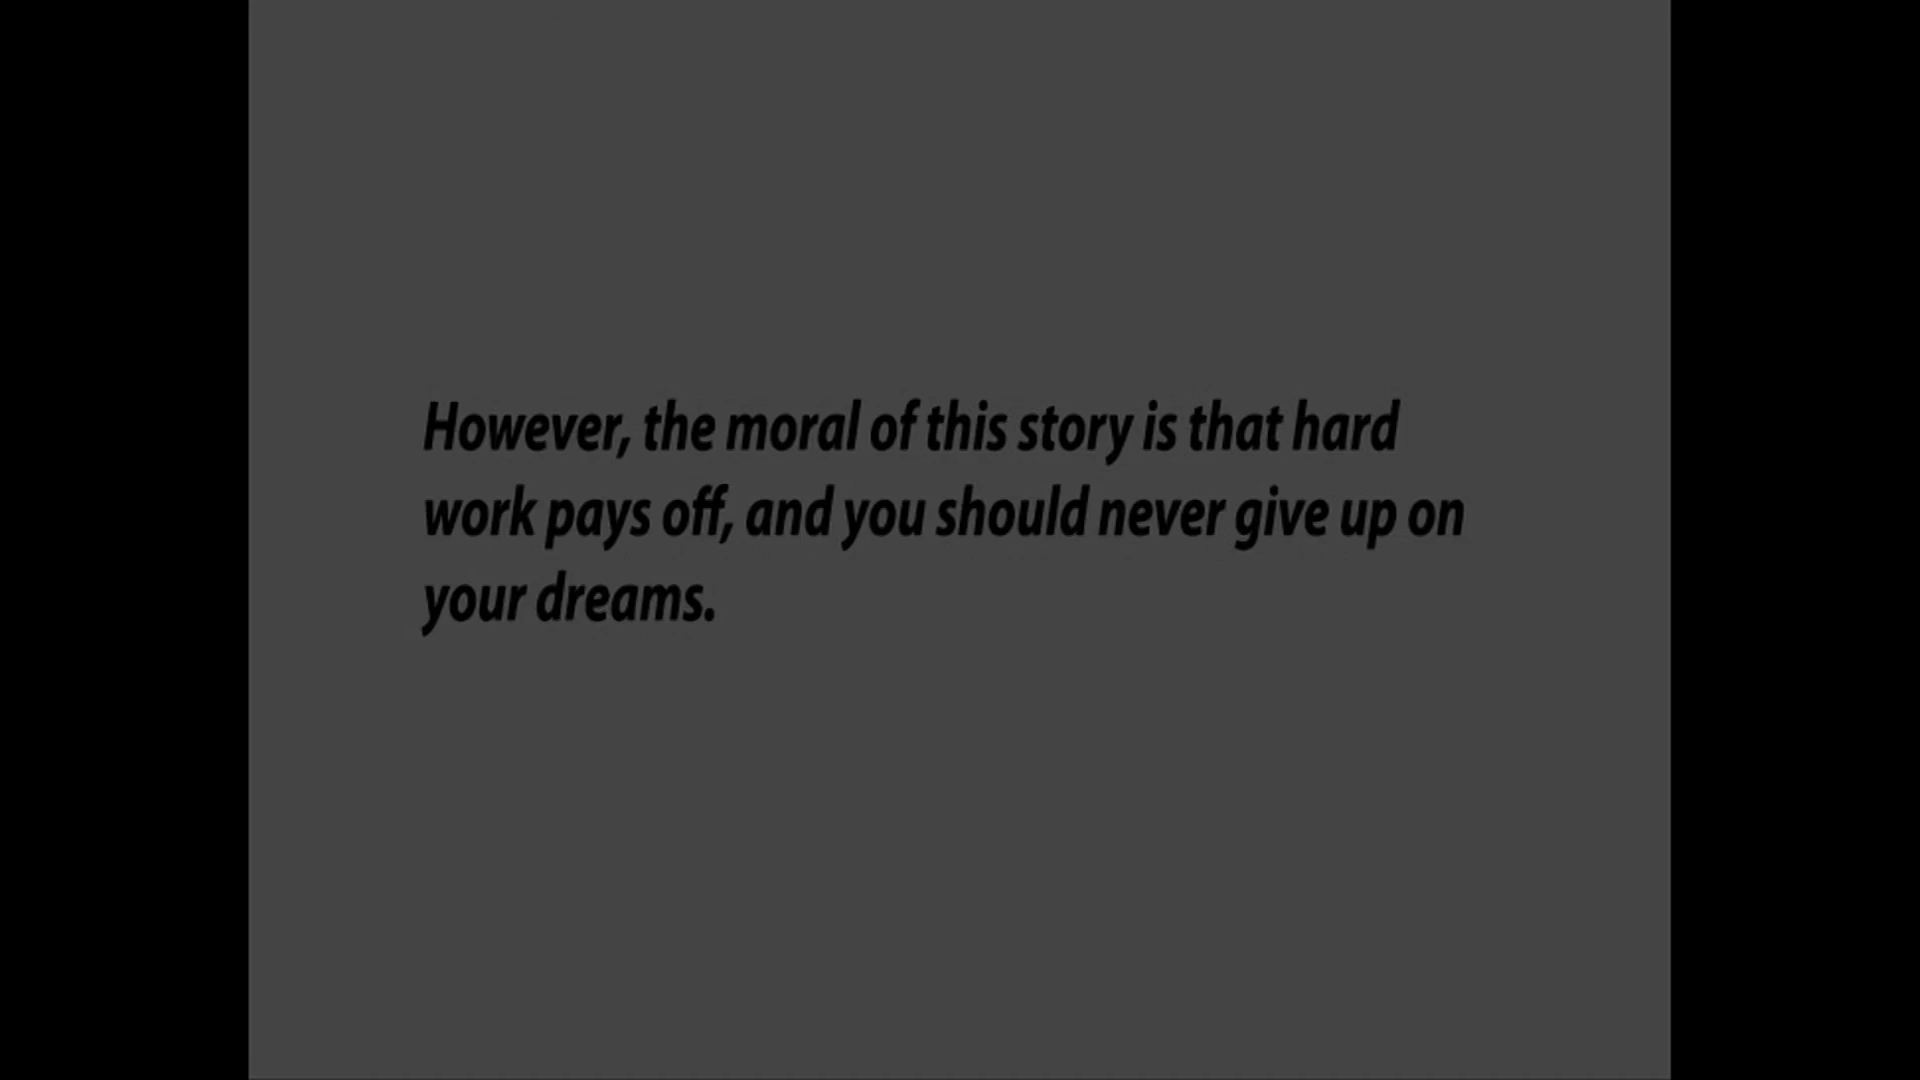 However, the moral of this story is that hard
work pays off, and you should never give up on
your dreams.